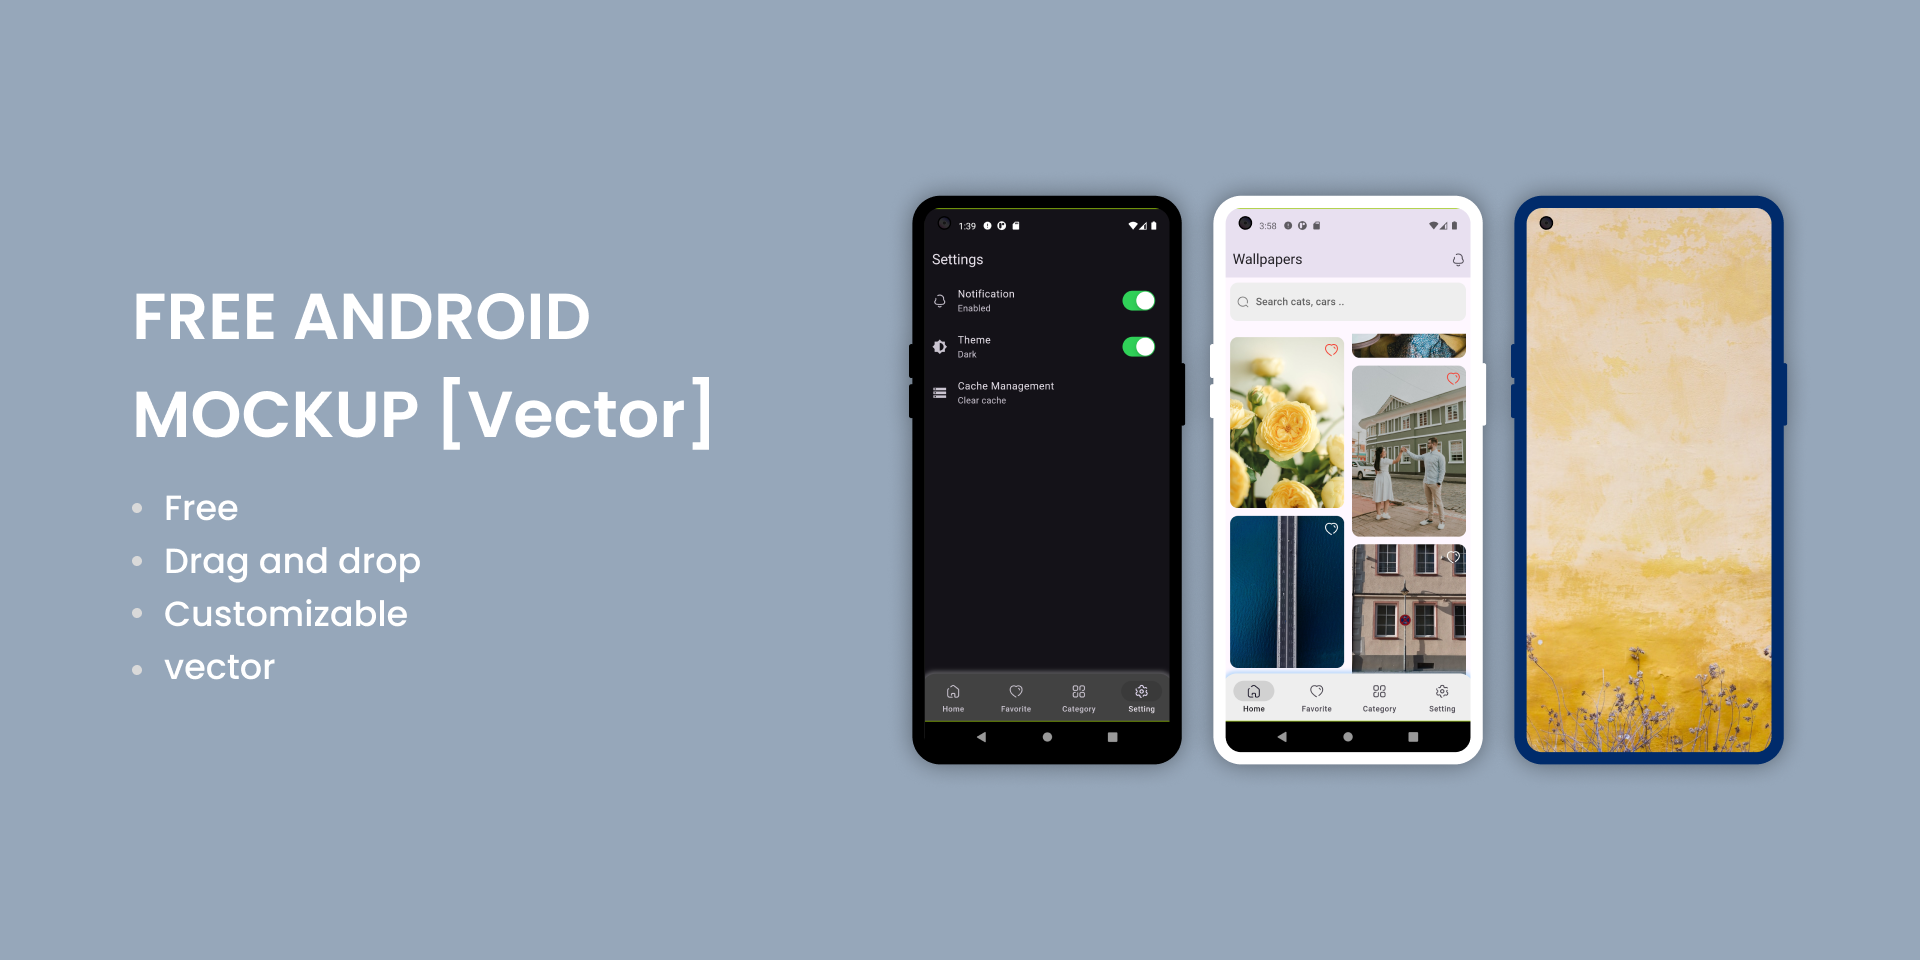 FREE ANDROID
MOCKUP [Vector]
Free
Drag and drop
Customizable
vector
1:39
Settings
Notification
Enabled
Theme
Dark
Cache Management
Clear cache
Home
Favorite
Category
Setting
3:58
Wallpapers
Search cats, cars ..
Home
Favorite
Category
Setting